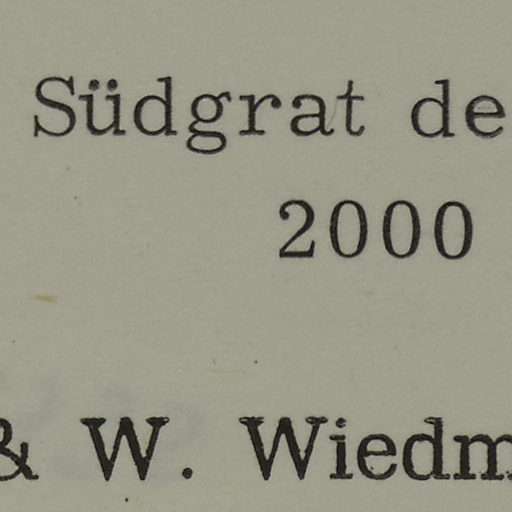 Südgrat de
2000
& W. Wiedm